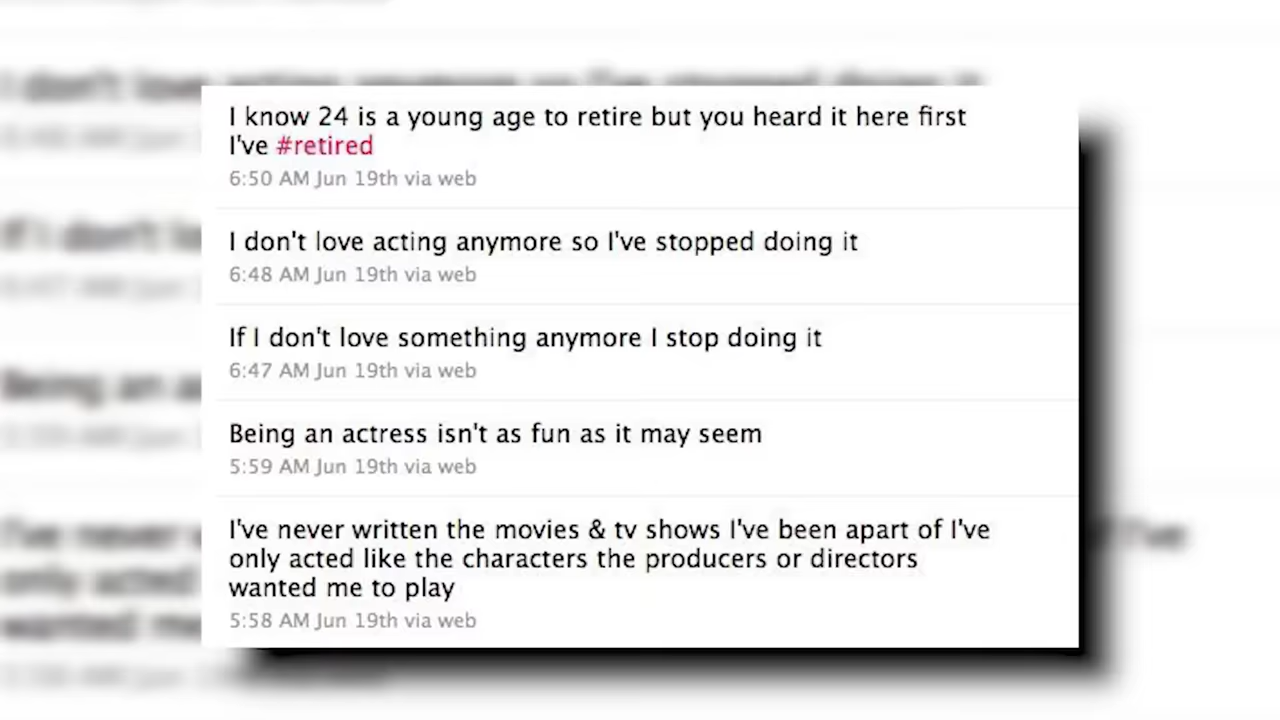 I know 24 is a young age to retire but you heard it here first
I've #retired
6:50 AM Jun 19th via web
I don't love acting anymore so I've stopped doing it
6:48 AM Jun 19th via web
If I don't love something anymore I stop doing it
6:47 AM Jun 19th via web
Being an actress isn't as fun as it may seem
5:59 AM Jun 19th via web
I've never written the movies & tv shows I've been apart of I've
only acted like the characters the producers or directors
wanted me to play
5:58 AM Jun 19th via web